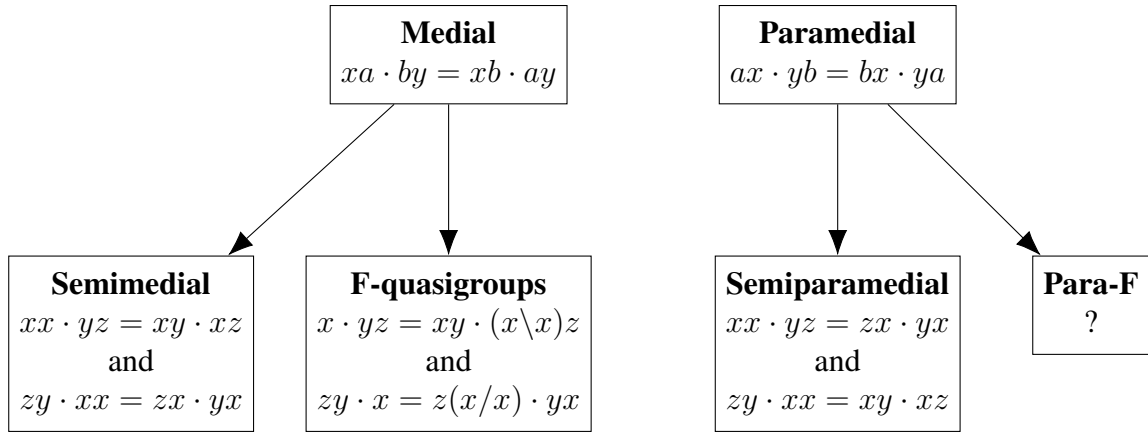 Medial
xa · by = xb · ay
Paramedial
ax · yb = bx · ya
Semimedial
xx · yz = xy · xz
and
zy · xx = zx · yx
F-quasigroups
x · yz = xy · (x\x)z
and
zy · x = z(x/x) · yx
Semiparamedial
xx · yz = zx · yx
and
zy · xx = xy · xz
Para-F
?